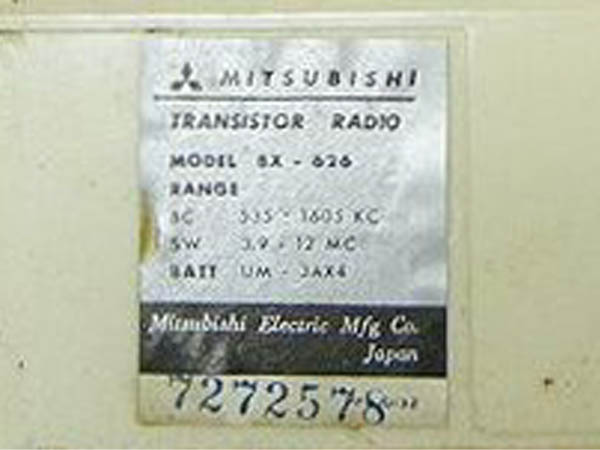 MITSUBISHI
TRANSISTOR RADIO
MODEL 8X - 626
RANGE
BC 535 - 1605 KC
SW 3.9 - 12 MC
BATT UM - 3AX4
Mitsubishi Electric Mfg Co.
Japan
7272578